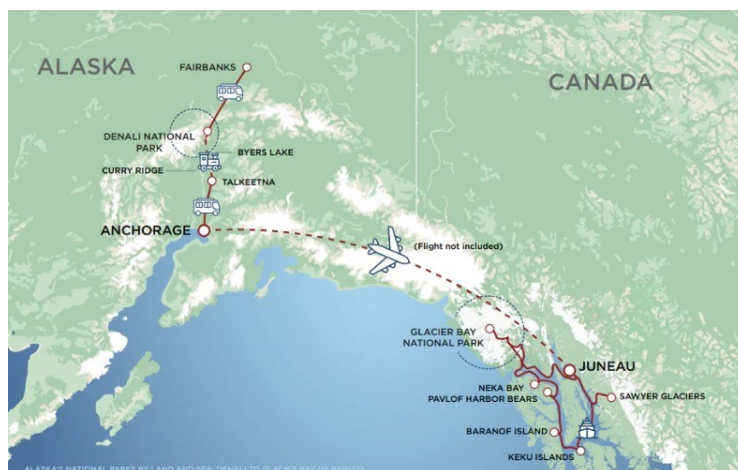 ALASKA
CANADA
FAIRBANKS
DENALI NATIONAL
PARK
BYERS LAKE
CURRY RIDGE
TALKEETNA
ANCHORAGE
(Flight not included)
GLACIER BAY
NATIONAL PARK
JUNEAU
NEKA BAY
PAVLOF HARBOR BEARS
SAWYER GLACIERS
BARANOF ISLAND
KEKU ISLANDS
ALASKA'S NATIONAL PARKS BY LAND AND SEA: DENALI TO GLACIER BAY